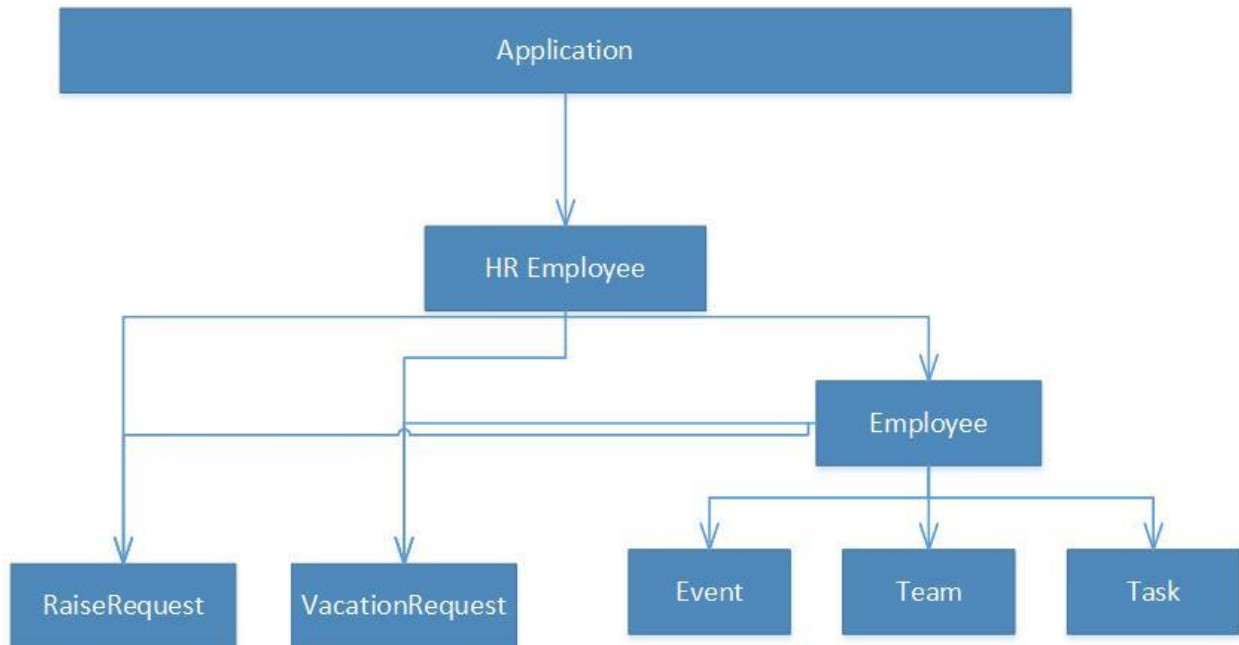 Application
HR Employee
Employee
RaiseRequest
VacationRequest
Event
Team
Task